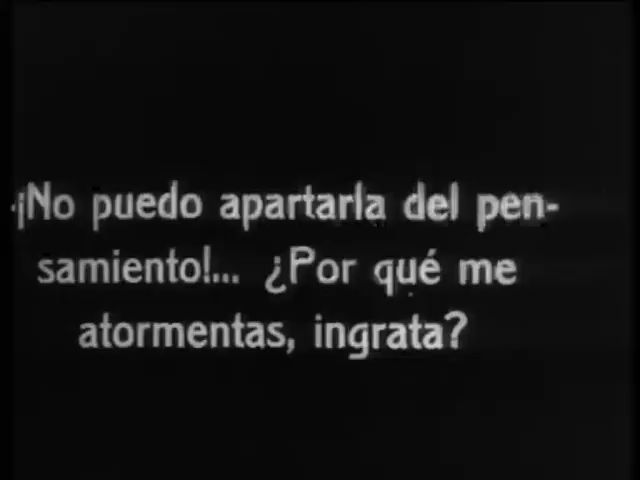 ¡No puedo apartarla del pen-
samiento!... ¿Por qué me
atormentas, ingrata?